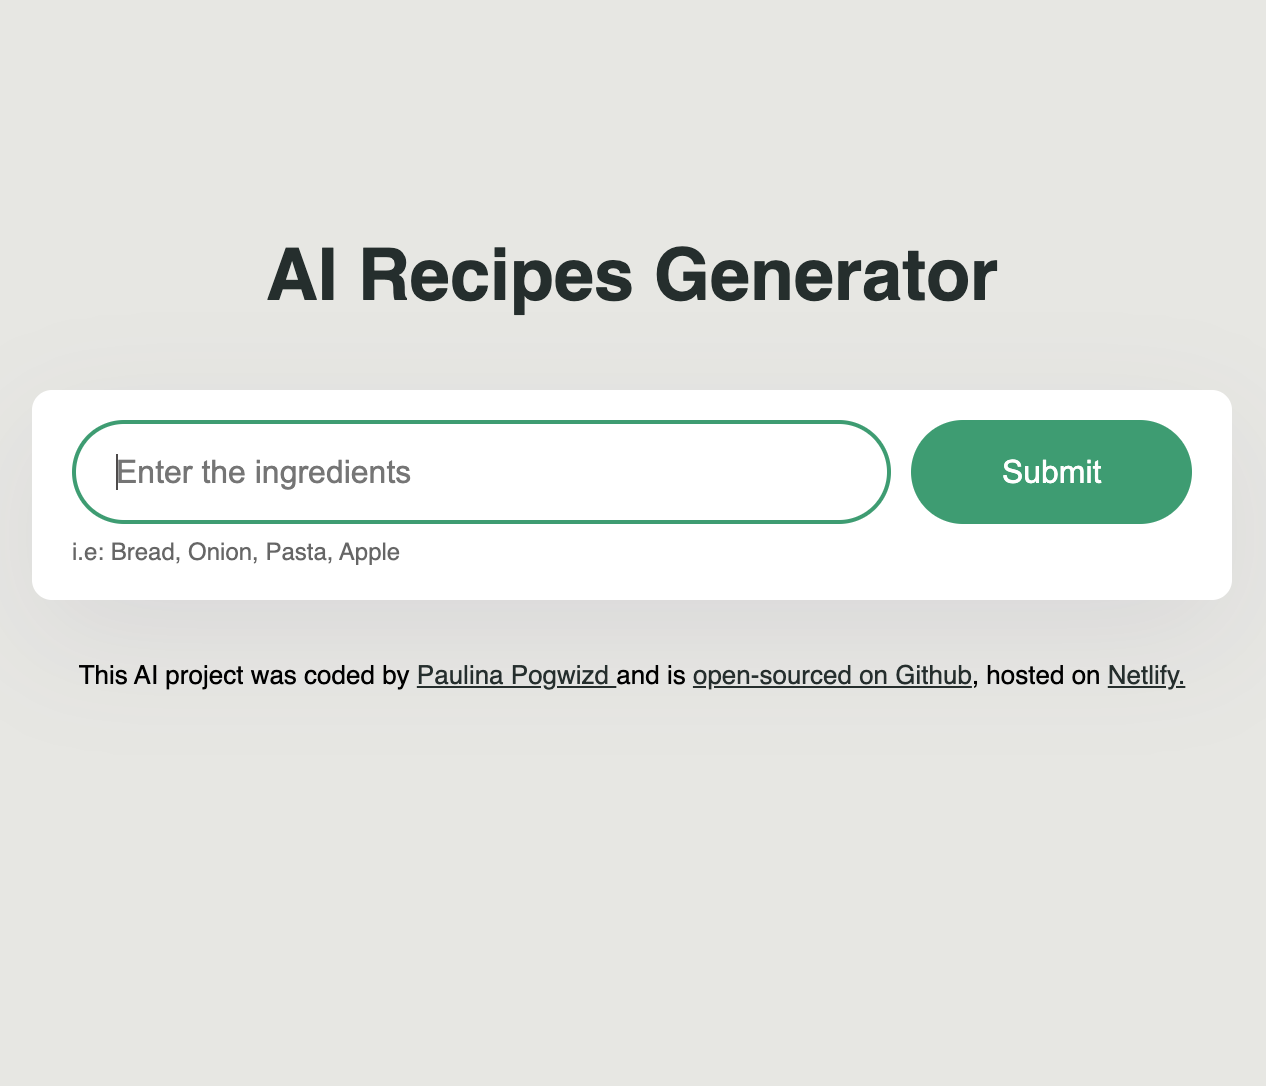 AI Recipes Generator
Enter the ingredients
Submit
i.e: Bread, Onion, Pasta, Apple
This AI project was coded by Paulina Pogwizd and is open-sourced on Github, hosted on Netlify.